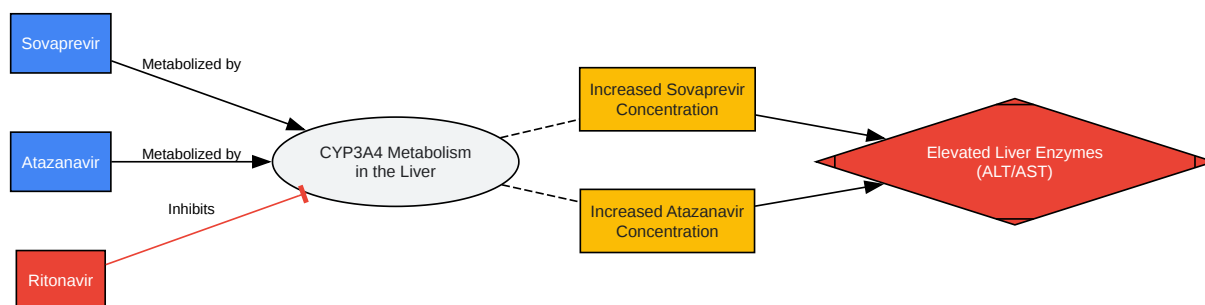 Sovaprevir
Metabolized by
Atazanavir
Metabolized by
Ritonavir
Inhibits
CYP3A4 Metabolism
in the Liver
Increased Sovaprevir
Concentration
Increased Atazanavir
Concentration
Elevated Liver Enzymes
(ALT/AST)